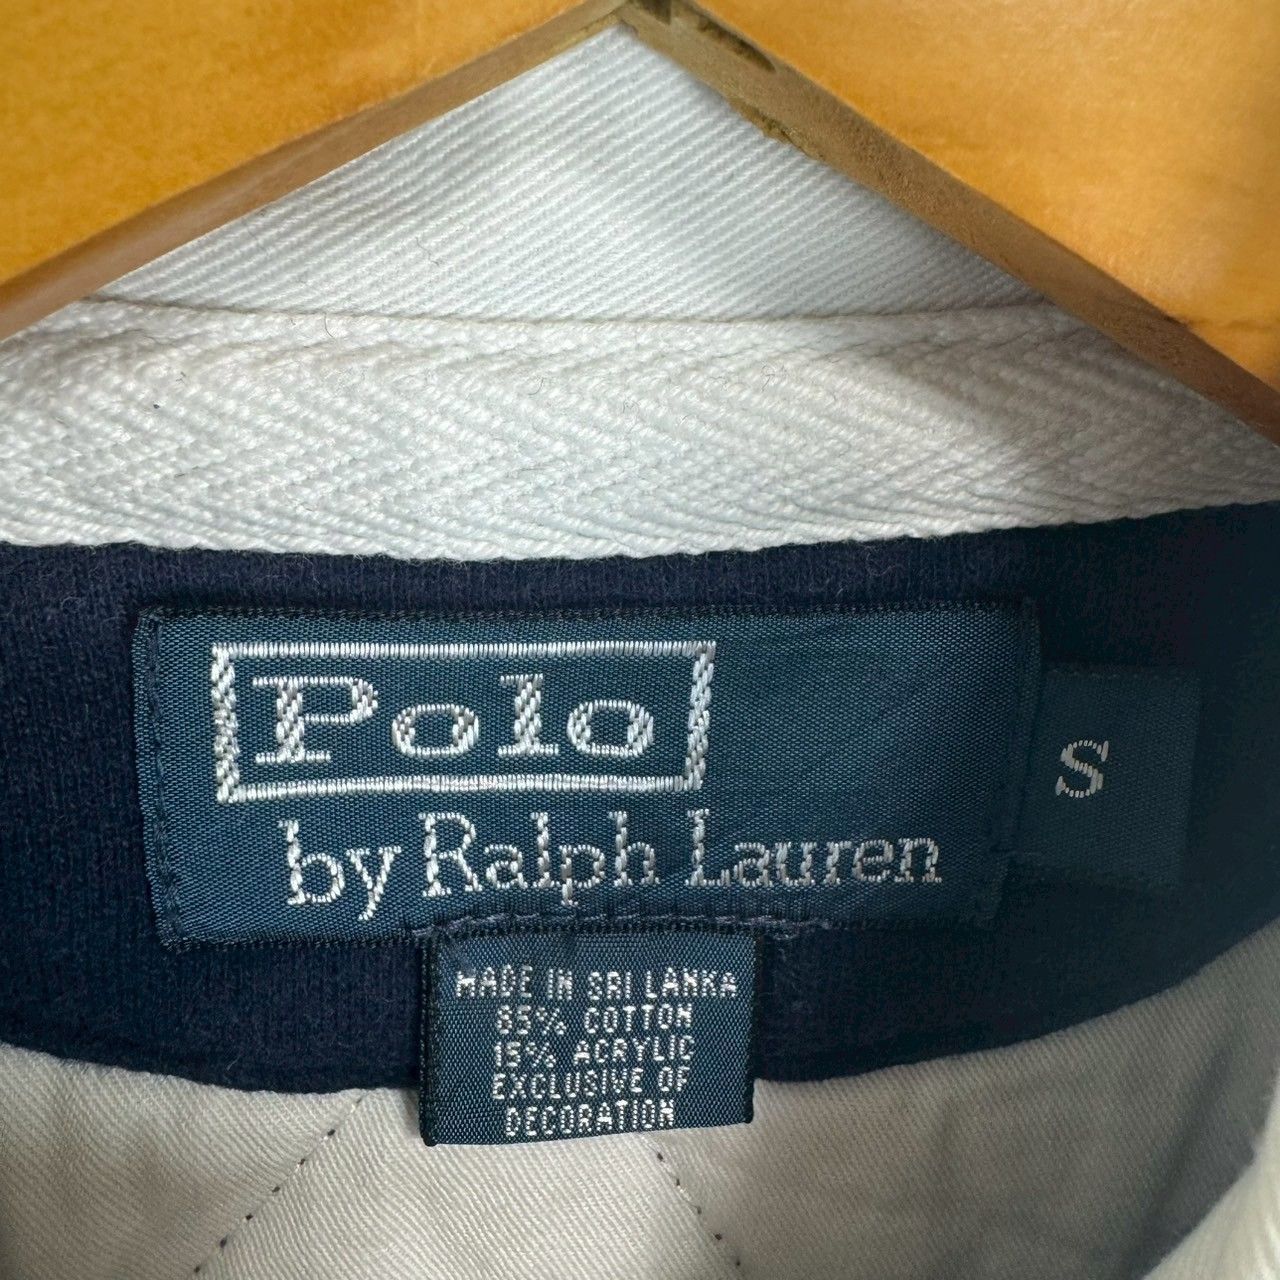 Polo
by Ralph Lauren
S
MADE IN SRI LANKA
85% COTTON
15% ACRYLIC
EXCLUSIVE OF
DECORATION